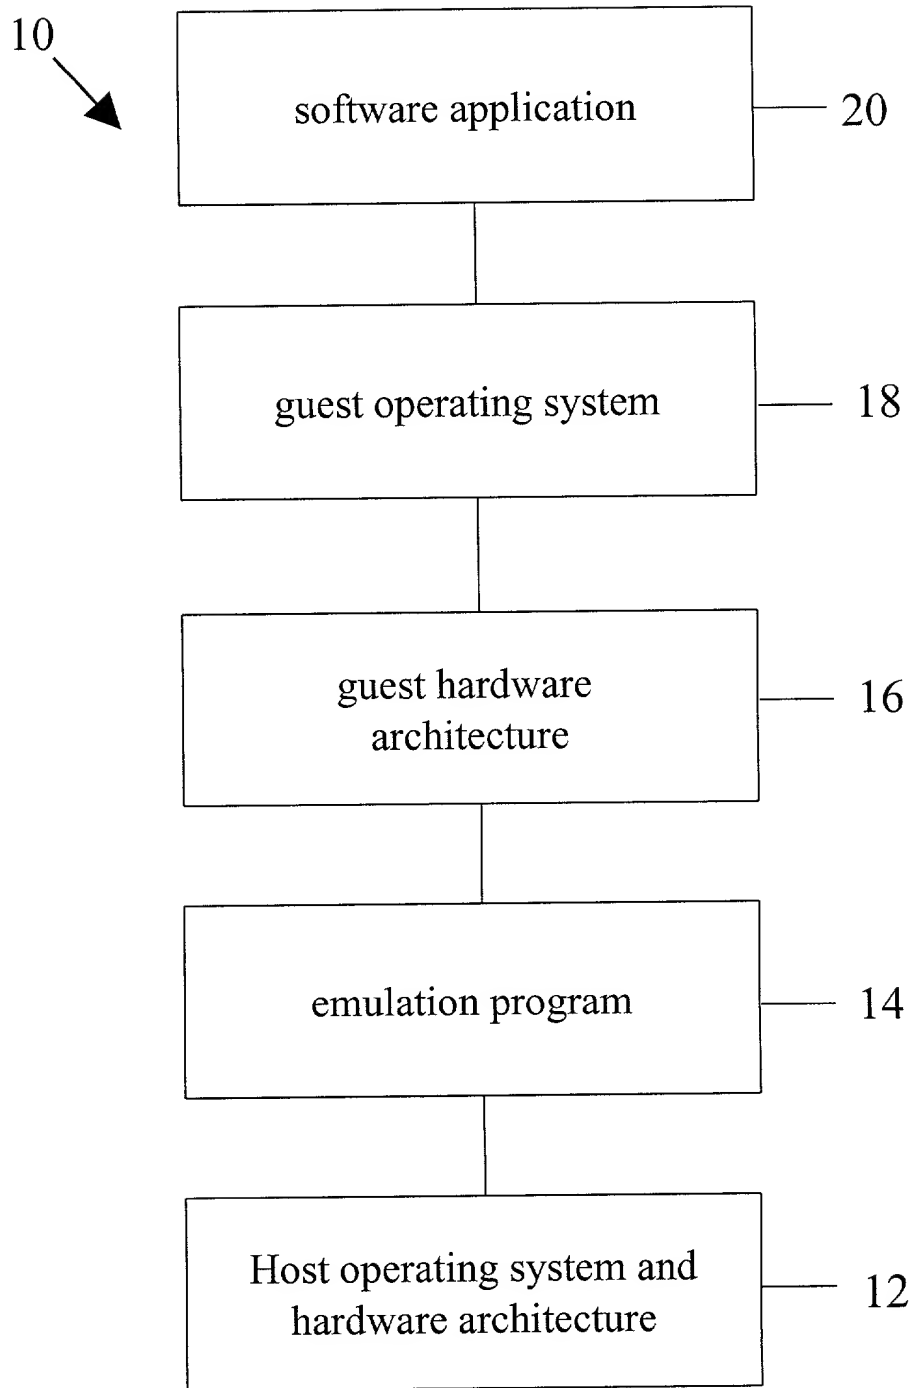 10
software application
20
guest operating system
18
guest hardware
architecture
16
emulation program
14
Host operating system and
hardware architecture
12